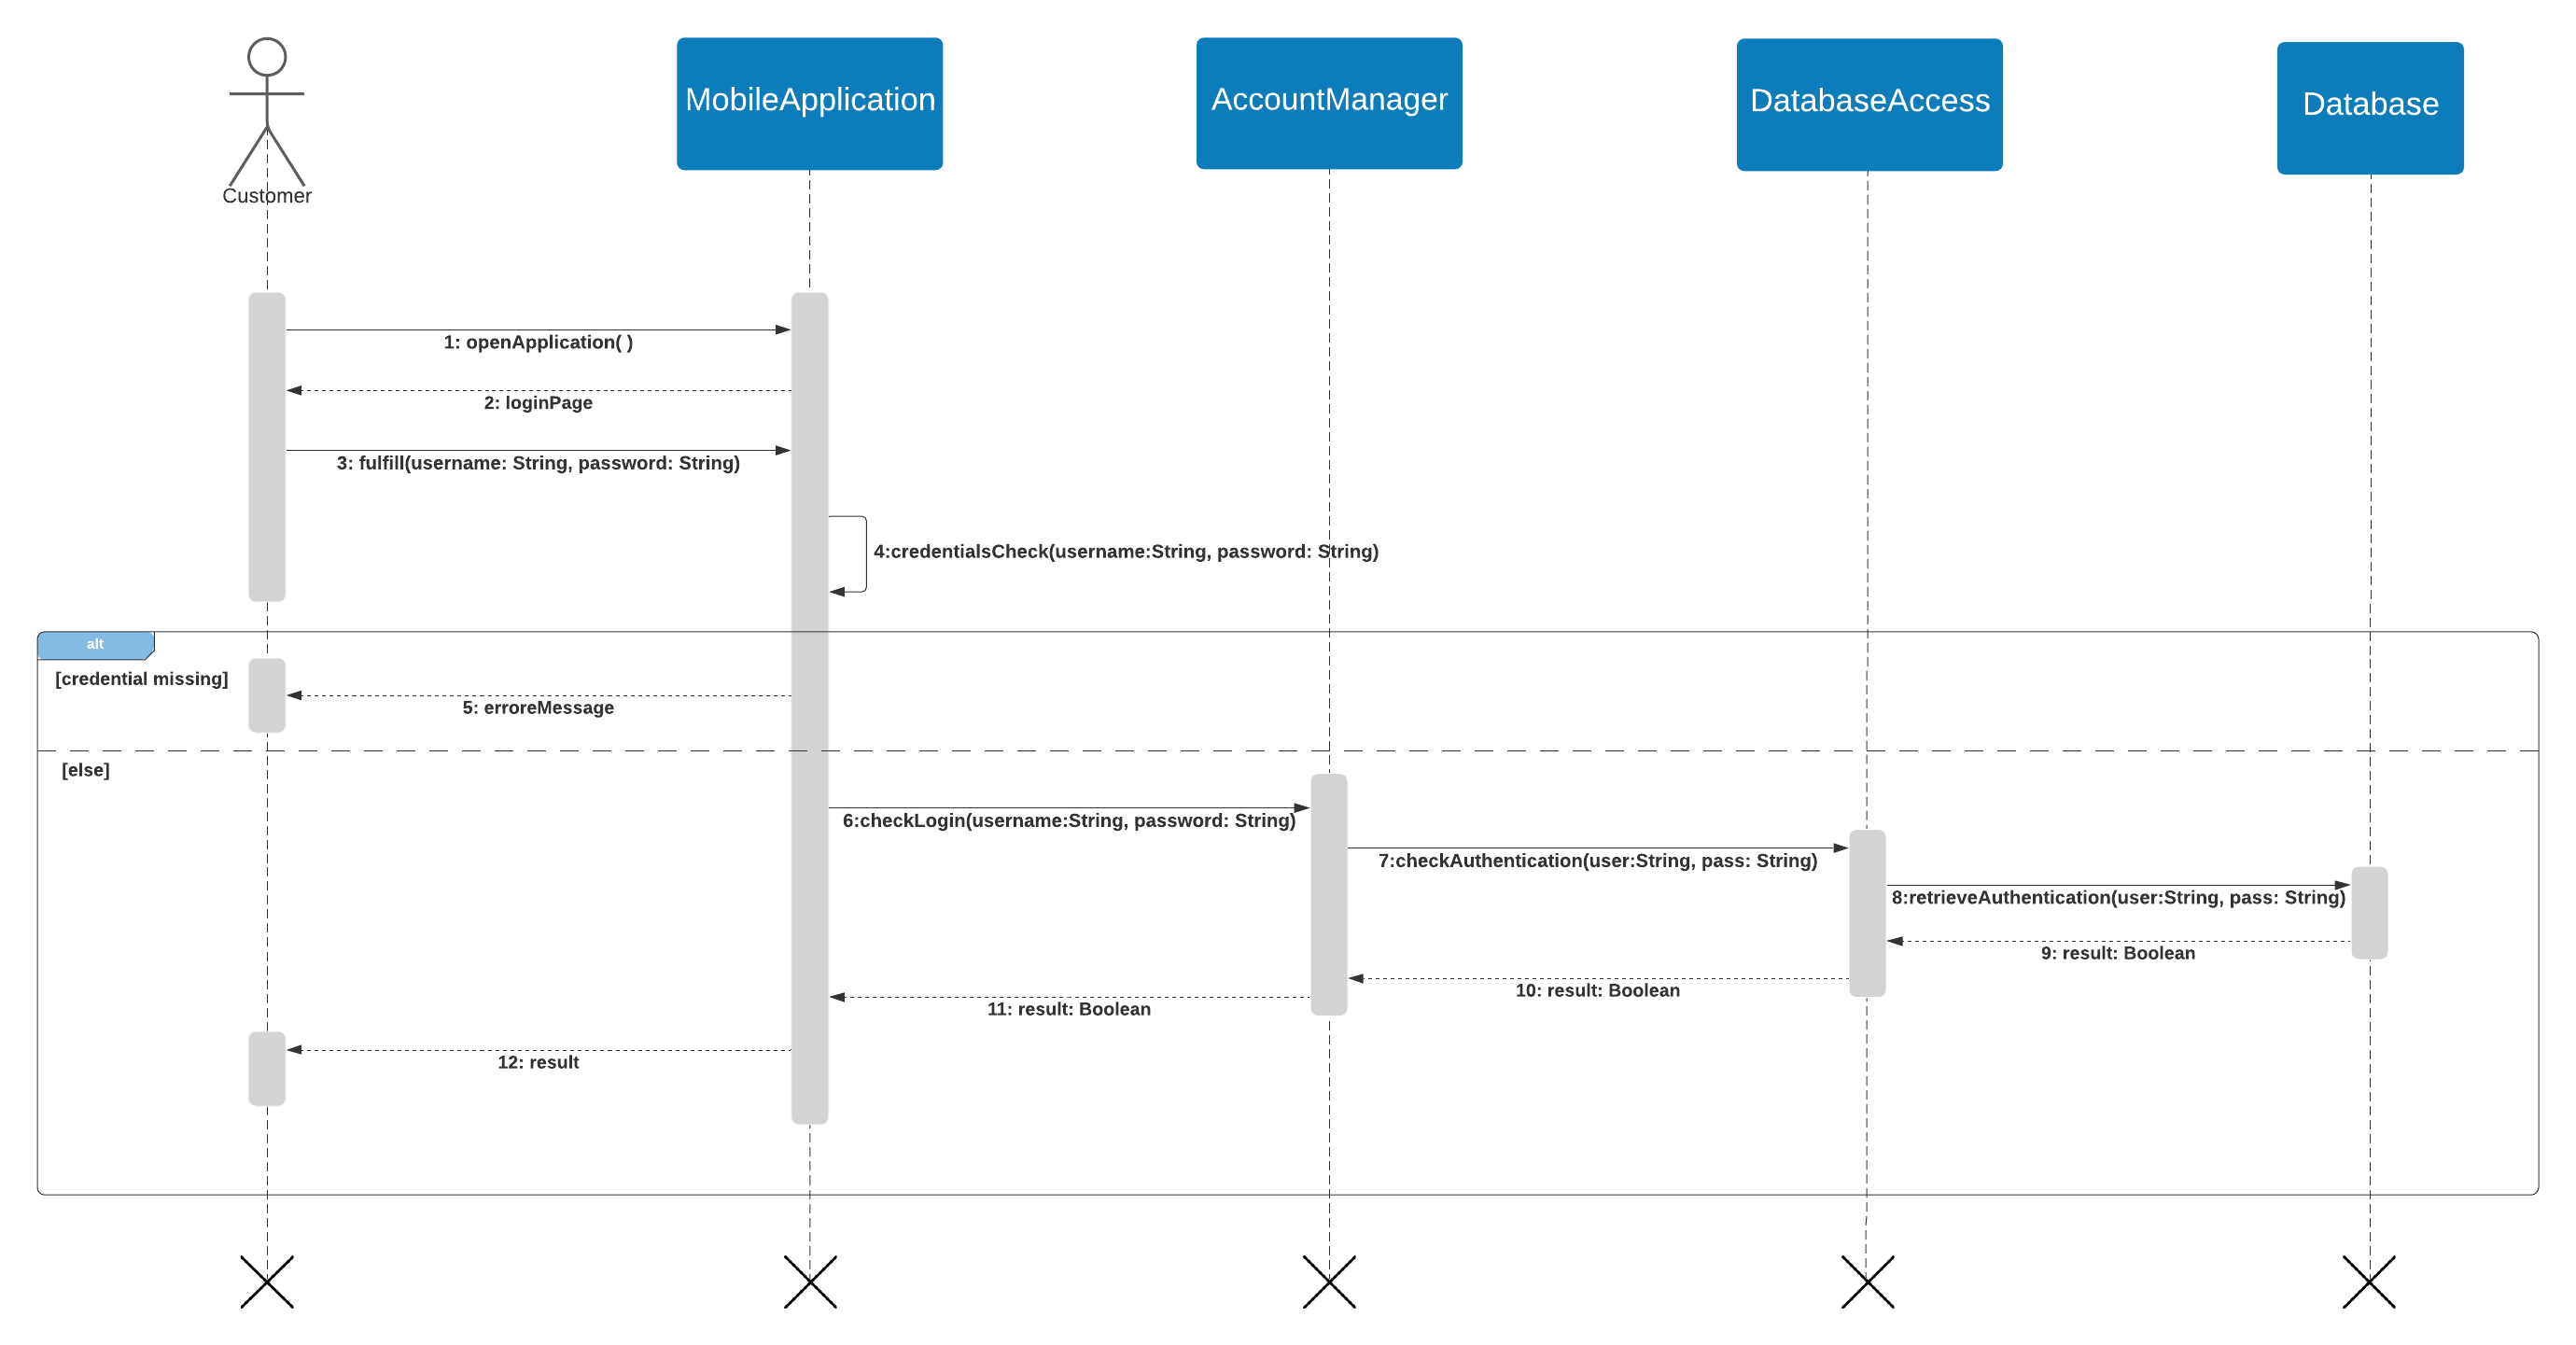 Customer
MobileApplication
AccountManager
DatabaseAccess
Database
1: openApplication( )
2: loginPage
3: fulfill(username: String, password: String)
4:credentialsCheck(username:String, password: String)
alt
[credential missing]
5: erroreMessage
[else]
6:checkLogin(username:String, password: String)
7:checkAuthentication(user:String, pass: String)
8:retrieveAuthentication(user:String, pass: String)
9: result: Boolean
10: result: Boolean
11: result: Boolean
12: result